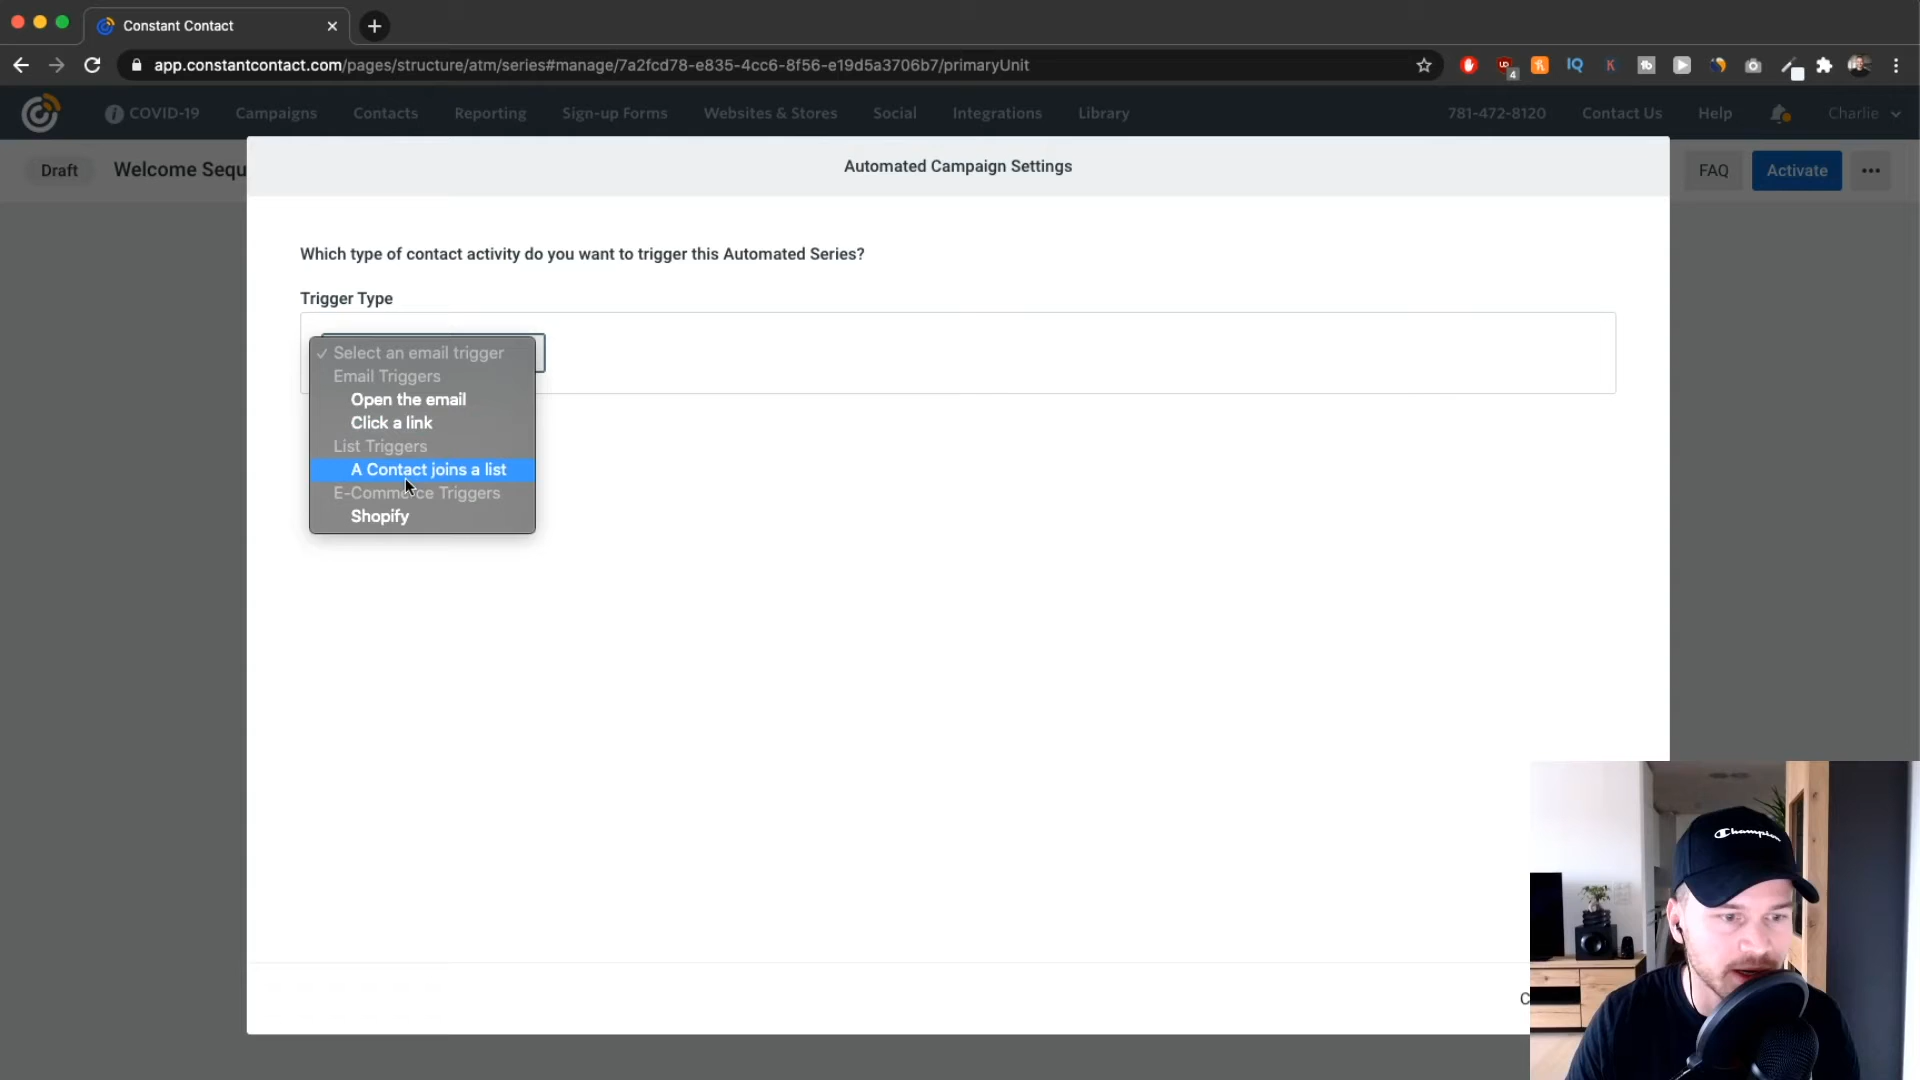 Constant Contact
app.constantcontact.com/pages/structure/atm/series#manage/7a2fcd78-e835-4cc6-8f56-e19d5a3706b7/primaryUnit
UD
4
IQ
K
COVID-19 Campaigns Contacts Reporting Sign-up Forms Websites & Stores Social Integrations Library 781-472-8120 Contact Us Help Charlie
Draft Welcome Sequ FAQ Activate
Automated Campaign Settings
Which type of contact activity do you want to trigger this Automated Series?
Trigger Type
✓ Select an email trigger
Email Triggers
Open the email
Click a link
List Triggers
A Contact joins a list
E-Commerce Triggers
Shopify
Champion